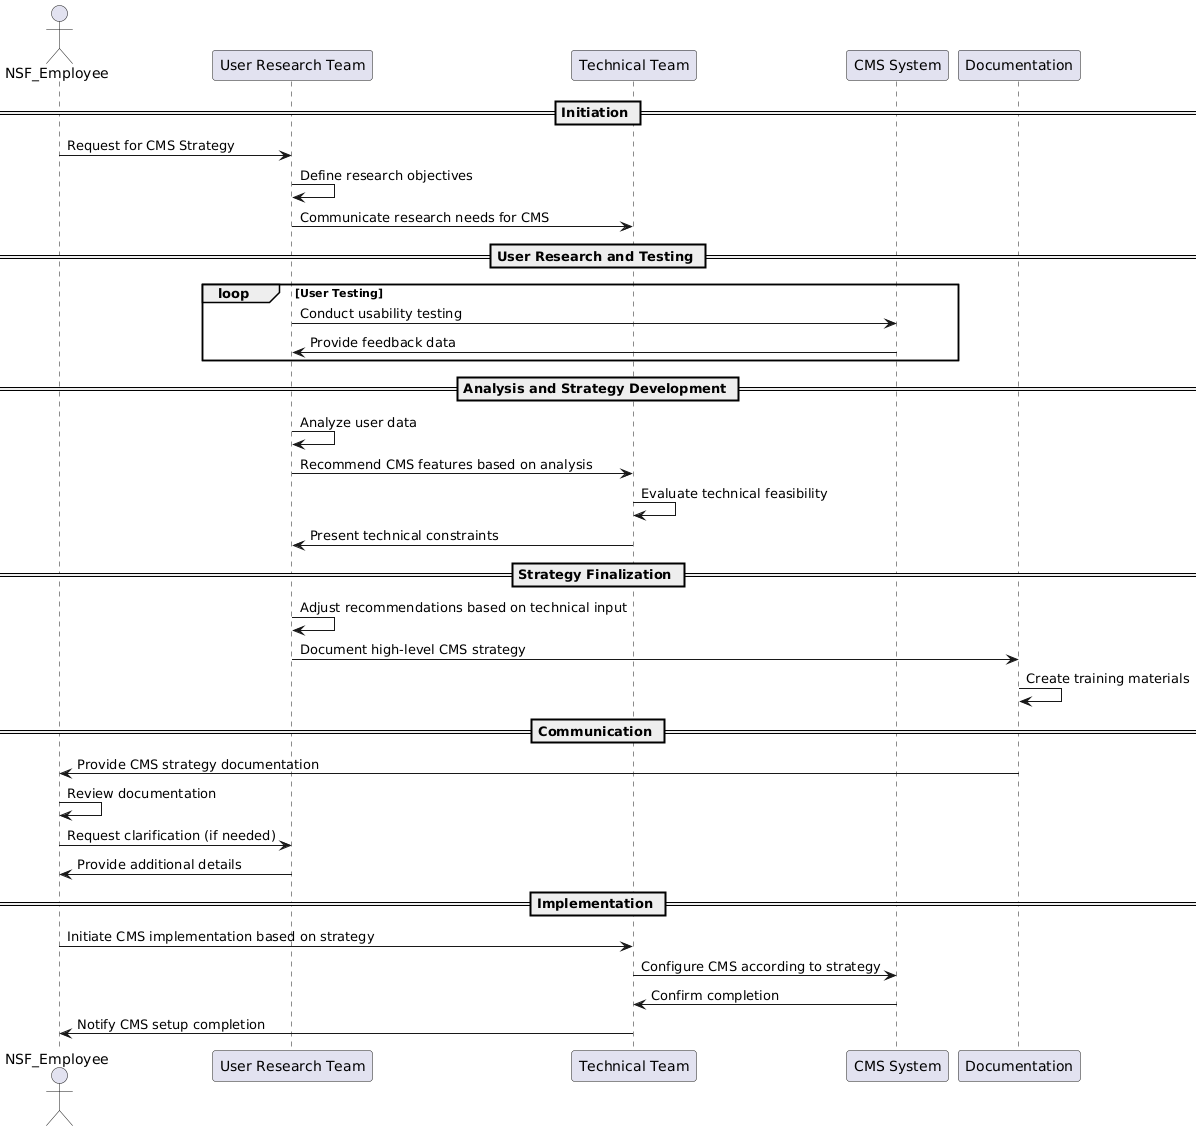 NSF_Employee
User Research Team
Technical Team
CMS System
Documentation
Initiation
Request for CMS Strategy
Define research objectives
Communicate research needs for CMS
User Research and Testing
loop
[User Testing]
Conduct usability testing
Provide feedback data
Analysis and Strategy Development
Analyze user data
Recommend CMS features based on analysis
Evaluate technical feasibility
Present technical constraints
Strategy Finalization
Adjust recommendations based on technical input
Document high-level CMS strategy
Create training materials
Communication
Provide CMS strategy documentation
Review documentation
Request clarification (if needed)
Provide additional details
Implementation
Initiate CMS implementation based on strategy
Configure CMS according to strategy
Confirm completion
Notify CMS setup completion
NSF_Employee
User Research Team
Technical Team
CMS System
Documentation